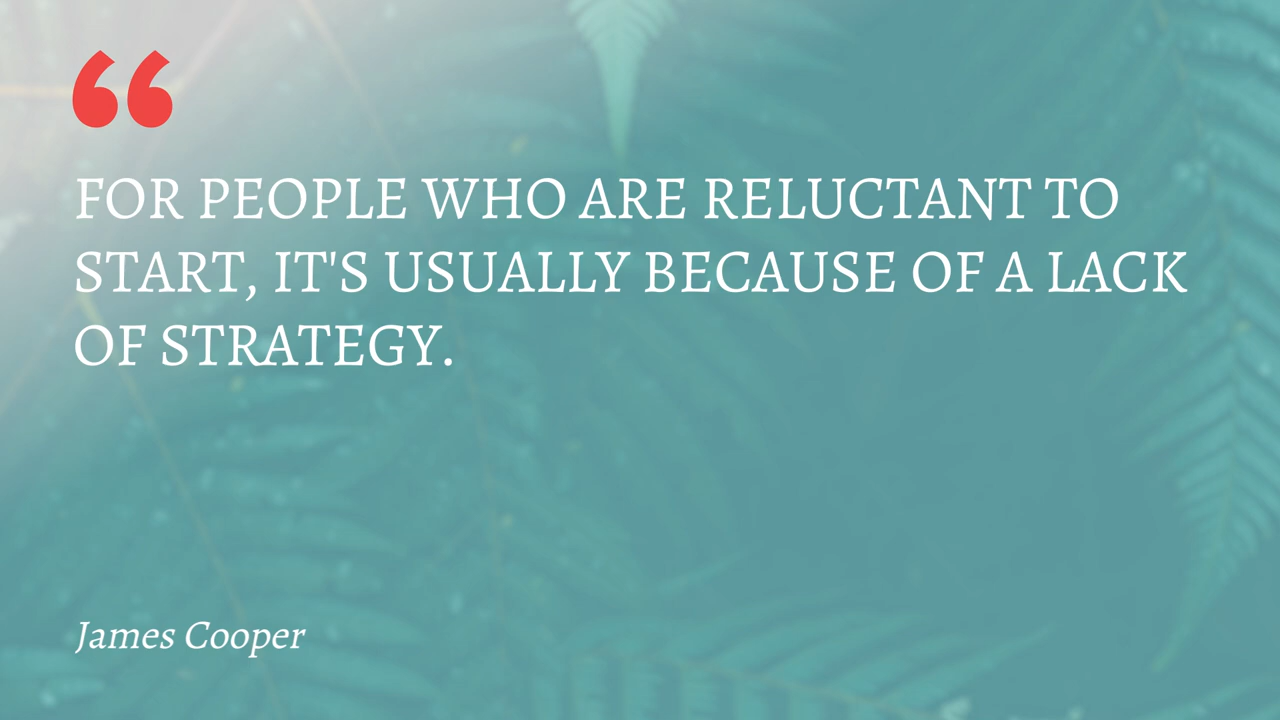 “
FOR PEOPLE WHO ARE RELUCTANT TO
START, IT'S USUALLY BECAUSE OF A LACK
OF STRATEGY.
James Cooper